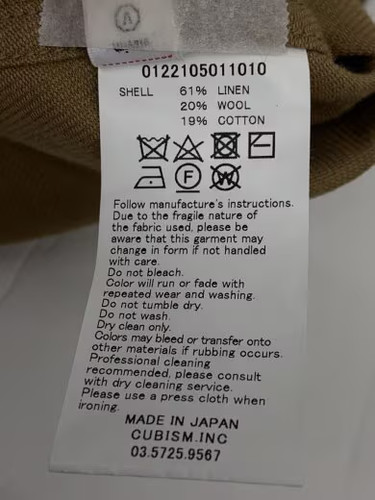 0122105011010
SHELL 61% LINEN
20% WOOL
19% COTTON
Follow manufacture's instructions.
Due to the fragile nature of
the fabric used, please be
aware that this garment may
change in form if not handled
with care.
Do not bleach.
Color will run or fade with
repeated wear and washing.
Do not tumble dry.
Do not wash.
Dry clean only.
Colors may bleed or transfer onto
other materials if rubbing occurs.
Professional cleaning
recommended, please consult
with dry cleaning service.
Please use a press cloth when
ironing.
MADE IN JAPAN
CUBISM.INC
03.5725.9567